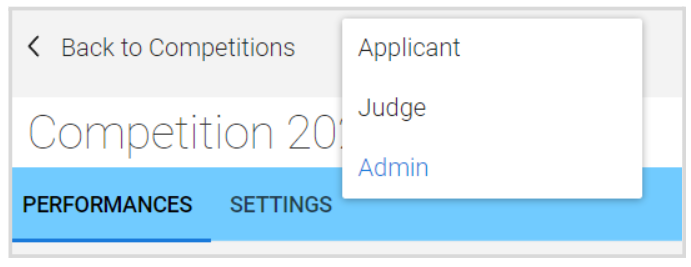 Back to Competitions
Applicant
Judge
Competition 20
Admin
PERFORMANCES SETTINGS